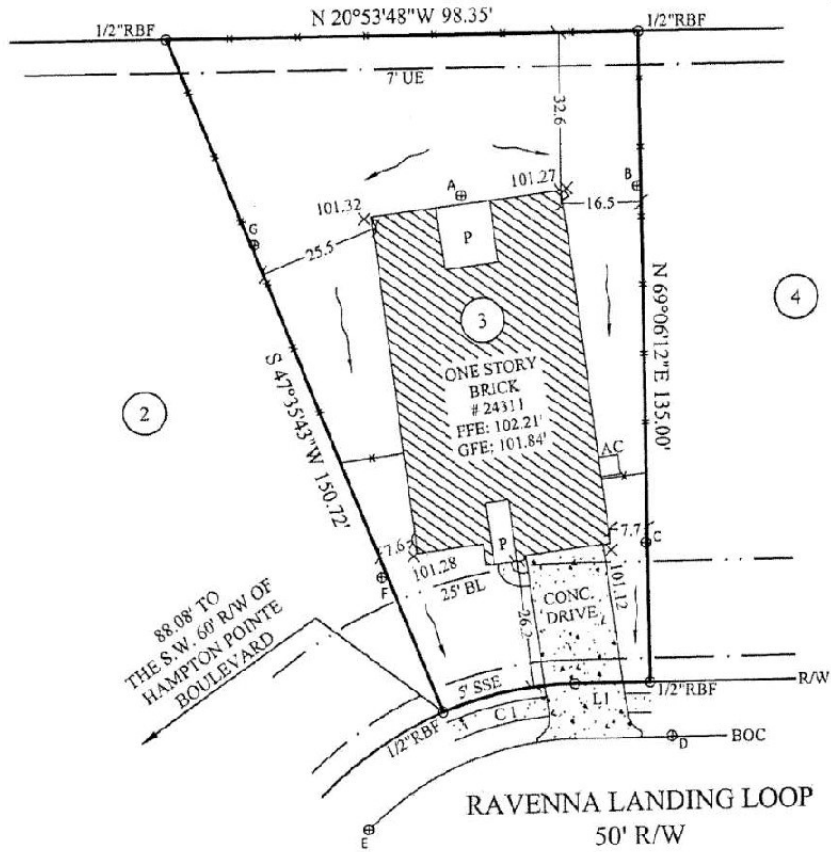 N 20°53'48"W 98.35'
1/2"RBF
1/2"RBF
7' UE
32.6
A
101.27
B
101.32
16.5
P
G
25.5
3
4
N 69°06'12"E 135.00'
ONE STORY
BRICK
# 24311
FFE: 102.21'
GFE: 101.84'
2
S 47°35'43"W 150.72'
AC
7.6
7.7
C
P
101.28
101.12
F
25' BL
CONC.
DRIVE
26.2
88.08' TO
THE S.W. 60' R/W OF
HAMPTON POINTE
BOULEVARD
5' SSE
L1
1/2"RBF
R/W
C1
1/2"RBF
D
BOC
E
RAVENNA LANDING LOOP
50' R/W